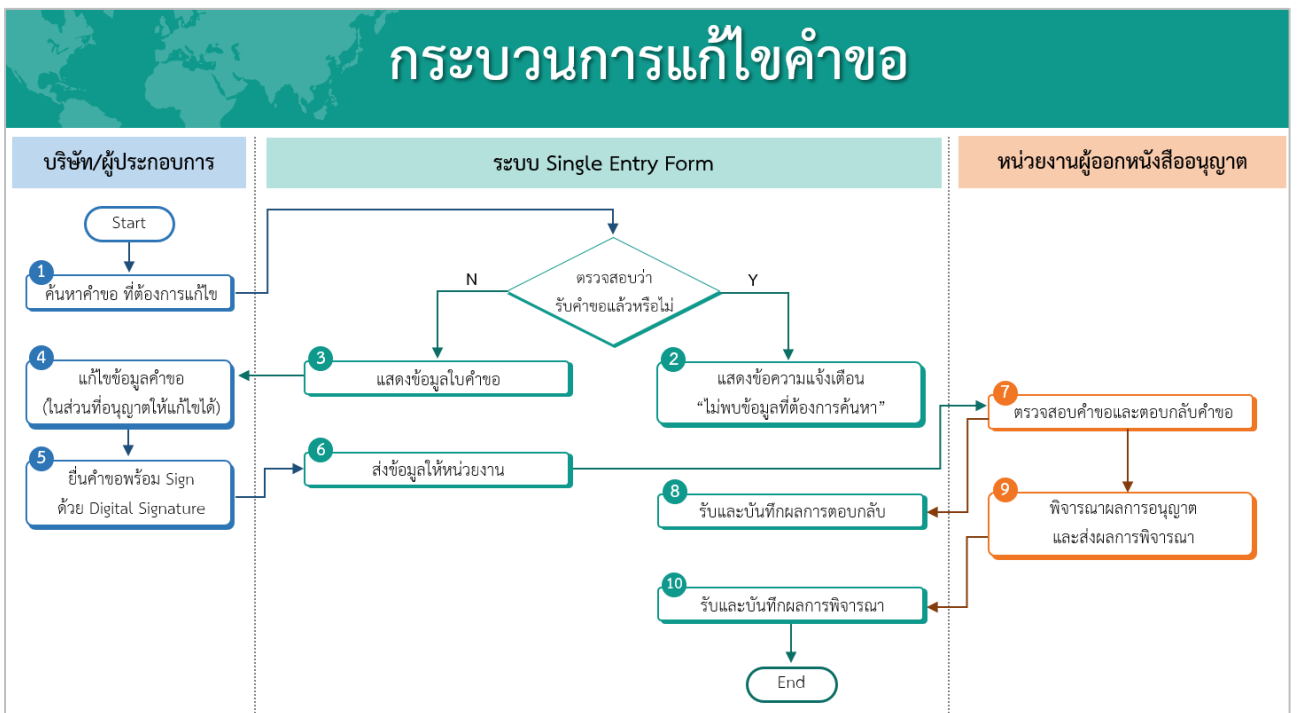 กระบวนการแก้ไขคำขอ
บริษัท/ผู้ประกอบการ
ระบบ Single Entry Form
หน่วยงานผู้ออกหนังสืออนุญาต
Start
1
ค้นหาคำขอ ที่ต้องการแก้ไข
ตรวจสอบว่า
รับคำขอแล้วหรือไม่
N
Y
2
แสดงข้อความแจ้งเตือน
“ไม่พบข้อมูลที่ต้องการค้นหา”
3
แสดงข้อมูลใบคำขอ
4
แก้ไขข้อมูลคำขอ
(ในส่วนที่อนุญาตให้แก้ไขได้)
5
ยื่นคำขอพร้อม Sign
ด้วย Digital Signature
6
ส่งข้อมูลให้หน่วยงาน
7
ตรวจสอบคำขอและตอบกลับคำขอ
8
รับและบันทึกผลการตอบกลับ
9
พิจารณาผลการอนุญาต
และส่งผลการพิจารณา
10
รับและบันทึกผลการพิจารณา
End